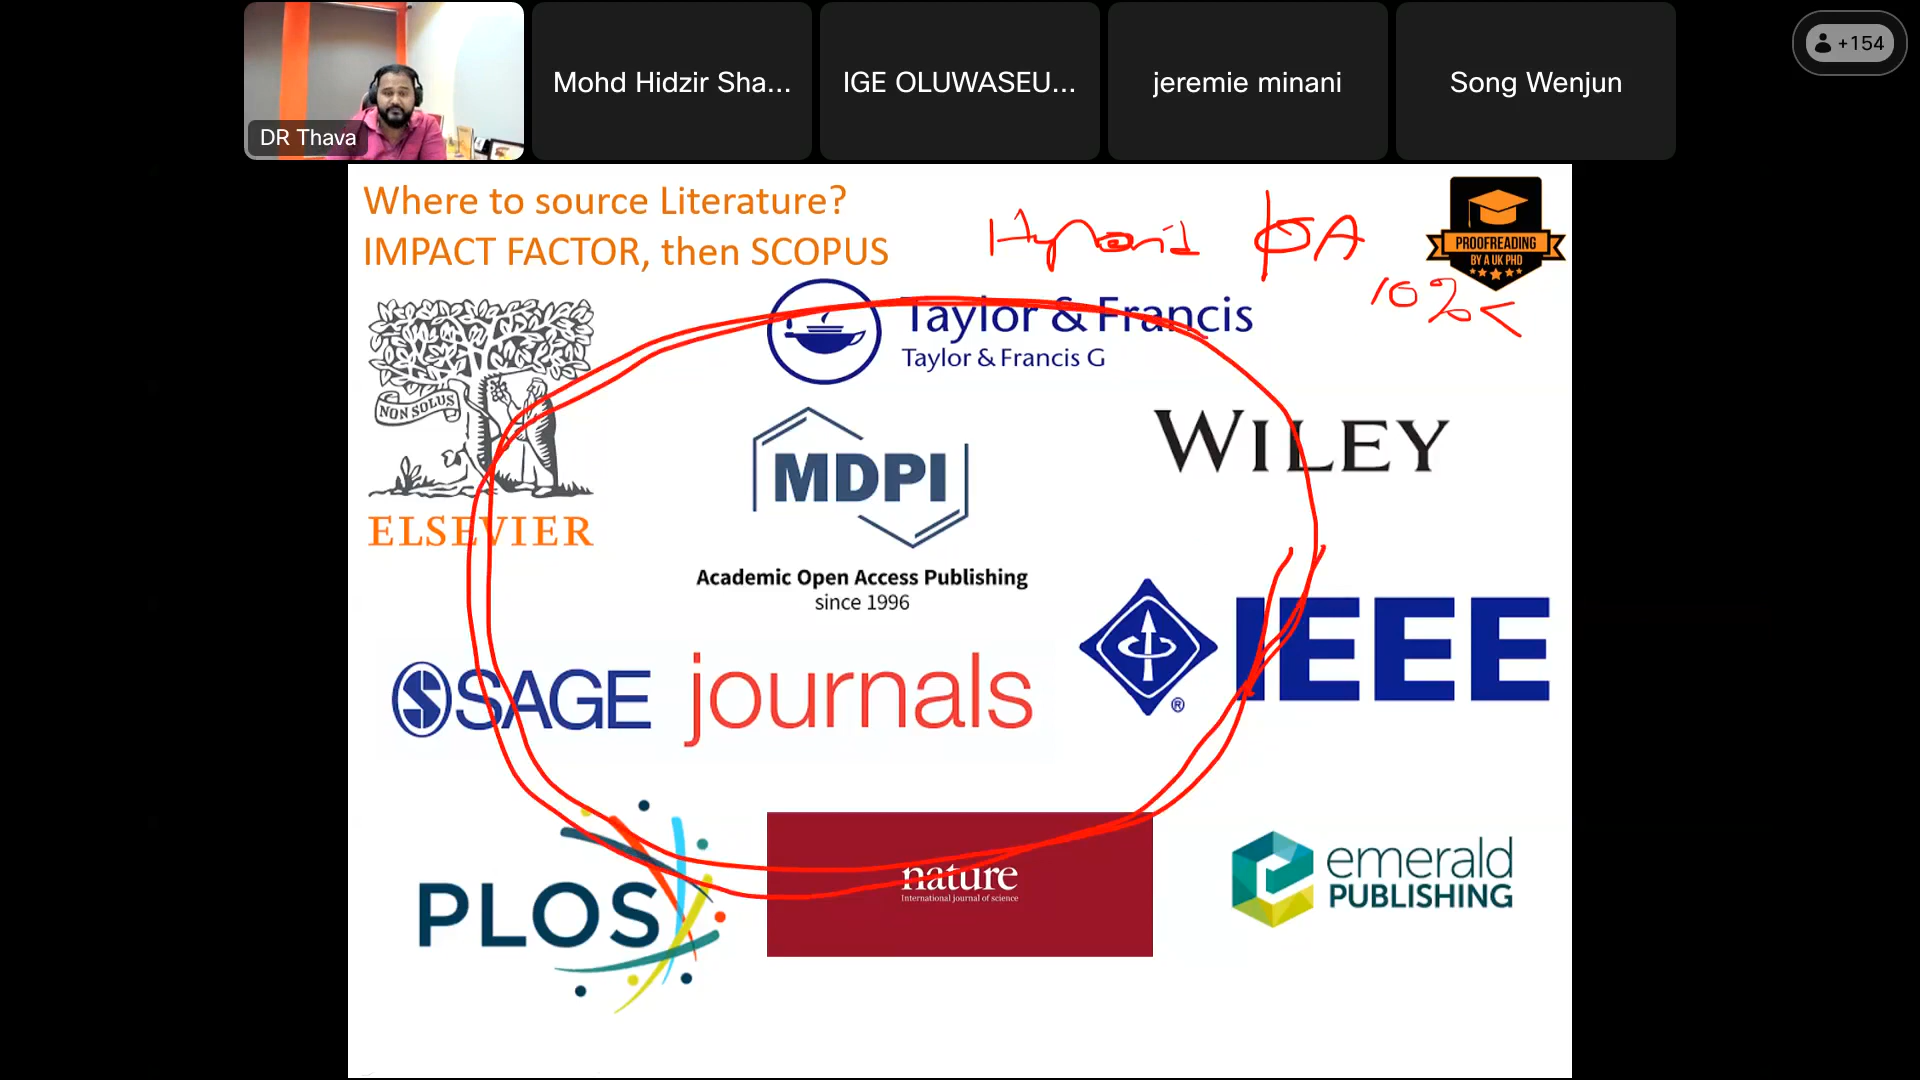 +154
Mohd Hidzir Sha...
IGE OLUWASEU...
jeremie minani
Song Wenjun
DR Thava
Where to source Literature?
IMPACT FACTOR, then SCOPUS
Hybrid OA
10% <
PROOFREADING
BY A UK PHD
Taylor & Francis
Taylor & Francis G
NON SOLUS
ELSEVIER
MDPI
Academic Open Access Publishing
since 1996
WILEY
IEEE
®
SAGE journals
PLOS
nature
International journal of science
emerald
PUBLISHING